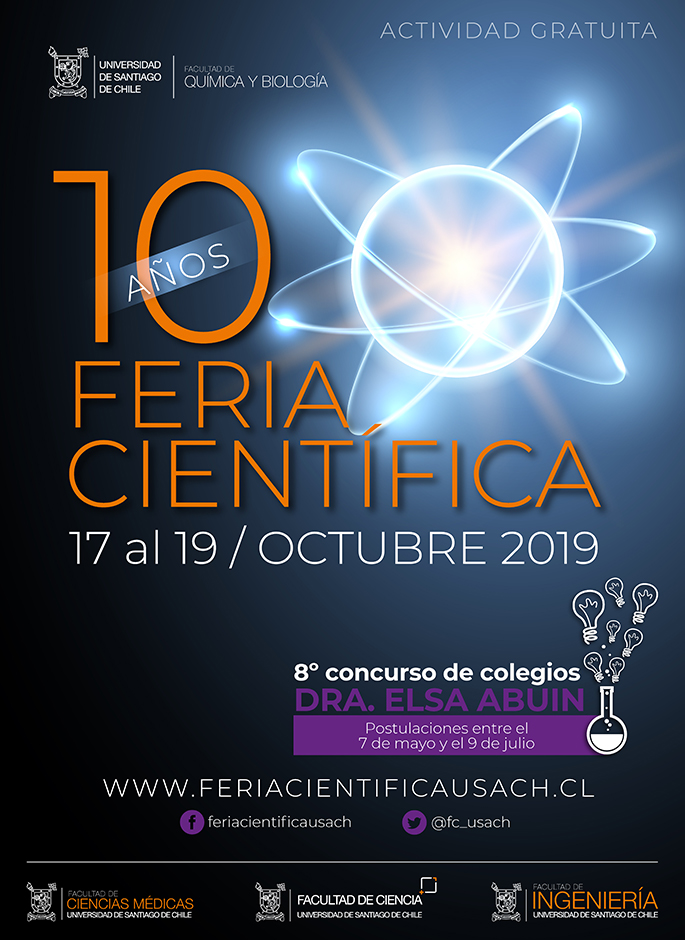 ACTIVIDAD GRATUITA
UNIVERSIDAD
DE SANTIAGO
DE CHILE
FACULTAD DE
QUÍMICA Y BIOLOGÍA
10
AÑOS
FERIA
CIENTÍFICA
17 al 19 / OCTUBRE 2019
8º concurso de colegios
DRA. ELSA ABUIN
Postulaciones entre el
7 de mayo y el 9 de julio
WWW.FERIACIENTIFICAUSACH.CL
feriacientificausach
@fc_usach
FACULTAD DE
CIENCIAS MÉDICAS
UNIVERSIDAD DE SANTIAGO DE CHILE
FACULTAD DE CIENCIA
UNIVERSIDAD DE SANTIAGO DE CHILE
FACULTAD DE
INGENIERÍA
UNIVERSIDAD DE SANTIAGO DE CHILE